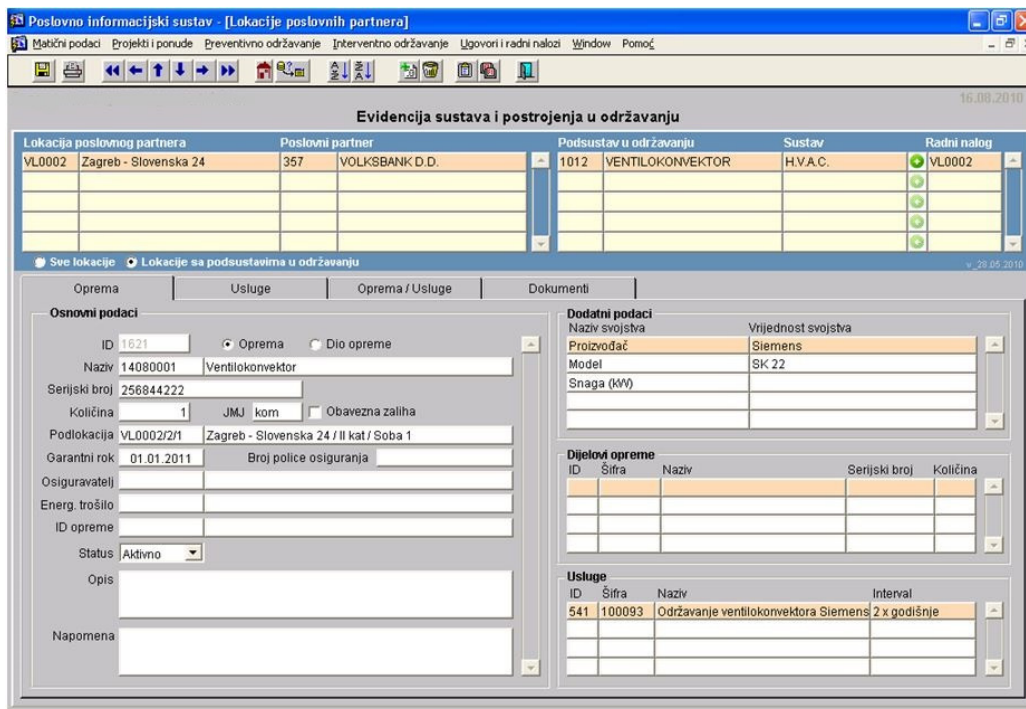 Poslovno informacijski sustav - [Lokacije poslovnih partnera]
Matični podaci Projekti i ponude Preventivno održavanje Interventno održavanje Ugovori i radni nalozi Window Pomoć
16.08.2010
Evidencija sustava i postrojenja u održavanju
Lokacija poslovnog partnera Poslovni partner Podsustav u održavanju Sustav Radni nalog
VL0002 Zagreb - Slovenska 24 357 VOLKSBANK D.D. 1012 VENTILOKONVEKTOR H.V.A.C. VL0002
Sve lokacije Lokacije sa podsustavima u održavanju v_28.05.2010
Oprema Usluge Oprema / Usluge Dokumenti
Osnovni podaci
ID 1621 Oprema Dio opreme
Naziv 14080001 Ventilokonvektor
Serijski broj 256844222
Količina 1 JMJ kom Obavezna zaliha
Podlokacija VL0002/2/1 Zagreb - Slovenska 24 / II kat / Soba 1
Garantni rok 01.01.2011 Broj police osiguranja
Osiguravatelj
Energ. trošilo
ID opreme
Status Aktivno
Opis
Napomena
Dodatni podaci
Naziv svojstva Vrijednost svojstva
Proizvođač Siemens
Model SK 22
Snaga (kW)
Dijelovi opreme
ID Šifra Naziv Serijski broj Količina
Usluge
ID Šifra Naziv Interval
541 100093 Održavanje ventilokonvektora Siemens 2 x godišnje